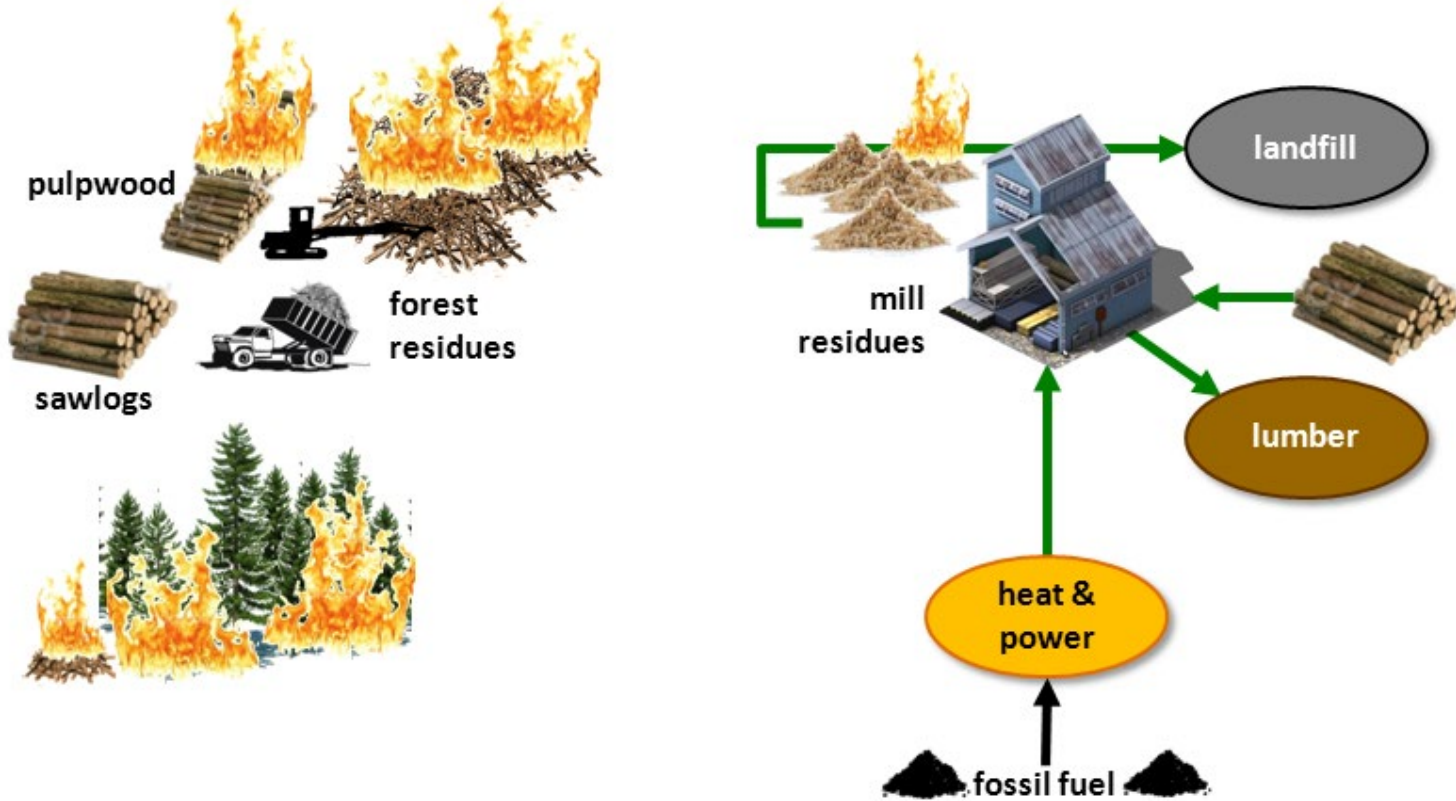 pulpwood
sawlogs
forest
residues
mill
residues
landfill
lumber
heat &
power
fossil fuel